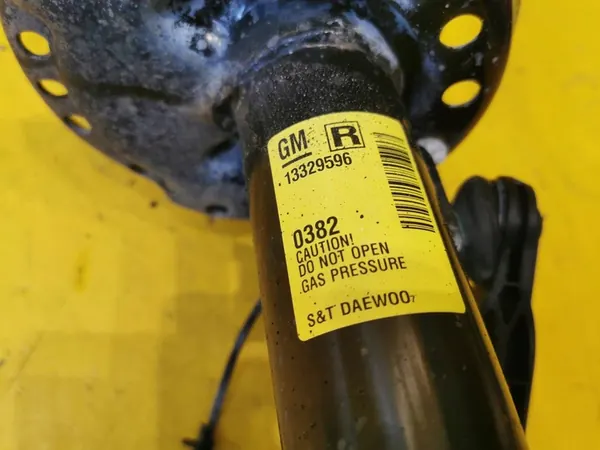 GM R
13329596
0382
CAUTION!
DO NOT OPEN
GAS PRESSURE
S&T DAEWOO